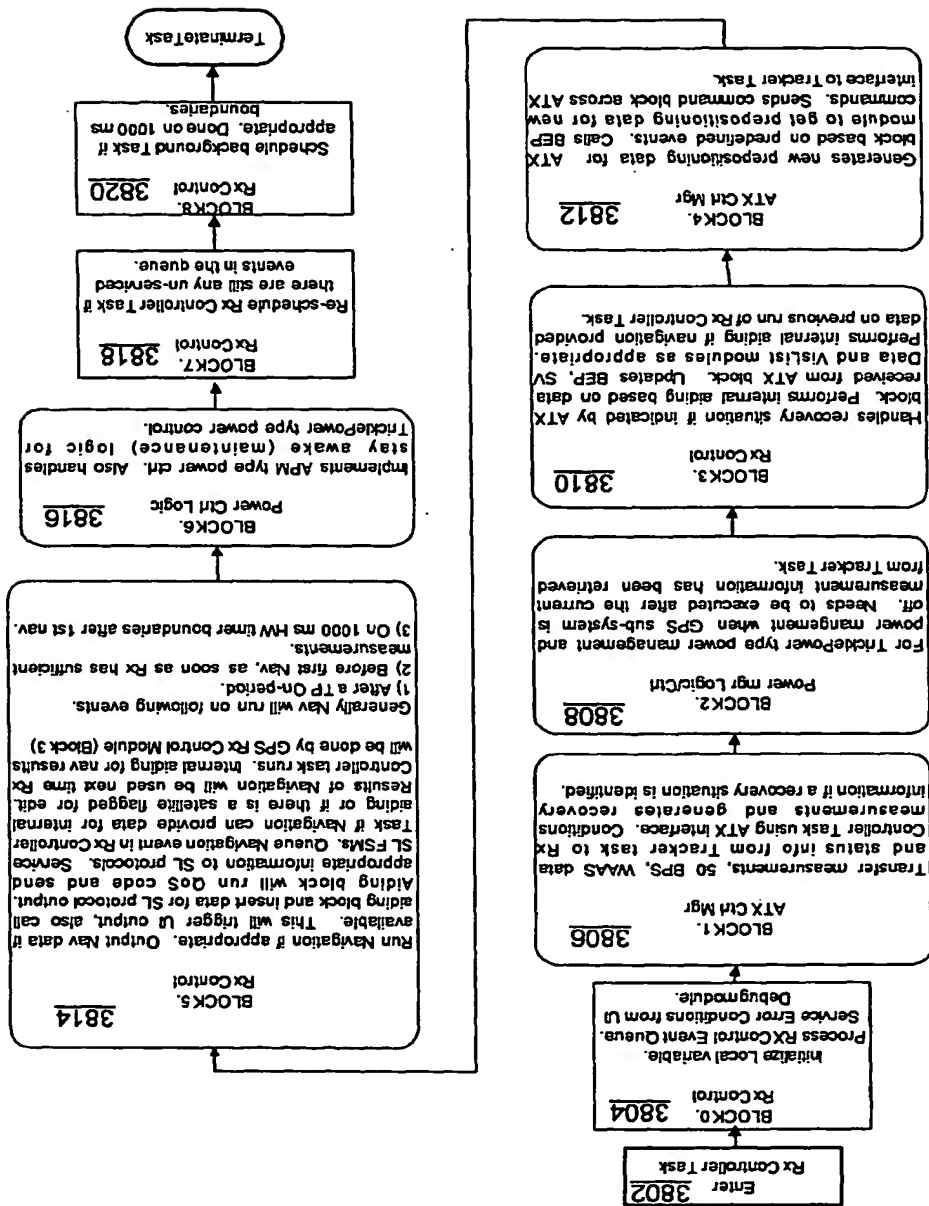 Enter 3802
Rx Controller Task
BLOCK0. 3804
Rx Control
Initialize Local variable.
Process RX Control Event Queue.
Service Error Conditions from UI
Debug module.
BLOCK1. 3806
ATX Ctrl Mgr
Transfer measurements, 50 BPS, WAAS data
and status info from Tracker task to Rx
Controller Task using ATX interface. Conditions
measurements and generates recovery
information if a recovery situation is identified.
BLOCK2. 3808
Power mgr Logic/Ctrl
For TricklePower type power management and
power mangement when GPS sub-system is
off. Needs to be executed after the current
measurement information has been retrieved
from Tracker Task.
BLOCK3. 3810
Rx Control
Handles recovery situation if indicated by ATX
block. Performs internal aiding based on data
received from ATX block. Updates BEP, SV
Data and VisList modules as appropriate.
Performs internal aiding if navigation provided
data on previous run of Rx Controller Task.
BLOCK4. 3812
ATX Ctrl Mgr
Generates new prepositioning data for ATX
block based on predefined events. Calls BEP
module to get prepositioning data for new
commands. Sends command block across ATX
interface to Tracker Task.
BLOCK5. 3814
Rx Control
Run Navigation if appropriate. Output Nav data if
available. This will trigger UI output, also call
aiding block and insert data for SL protocol output.
Aiding block will run QoS code and send
appropriate information to SL protocols. Service
SL FSMs. Queue Navigation event in Rx Controller
Task if Navigation can provide data for internal
aiding or if there is a satellite flagged for edit.
Results of Navigation will be used next time Rx
Controller task runs. Internal aiding for nav results
will be done by GPS Rx Control Module (Block 3)
Generally Nav will run on following events.
1) After a TP On-period.
2) Before first Nav, as soon as Rx has sufficient
measurements.
3) On 1000 ms HW timer boundaries after 1st nav.
BLOCK6. 3816
Power Ctrl Logic
Implements APM type power ctrl. Also handles
stay awake (maintenance) logic for
TricklePower type power control.
BLOCK7. 3818
Rx Control
Re-schedule Rx Controller Task if
there are still any un-serviced
events in the queue.
BLOCK8. 3820
Rx Control
Schedule background Task if
appropriate. Done on 1000 ms
boundaries.
Terminate Task